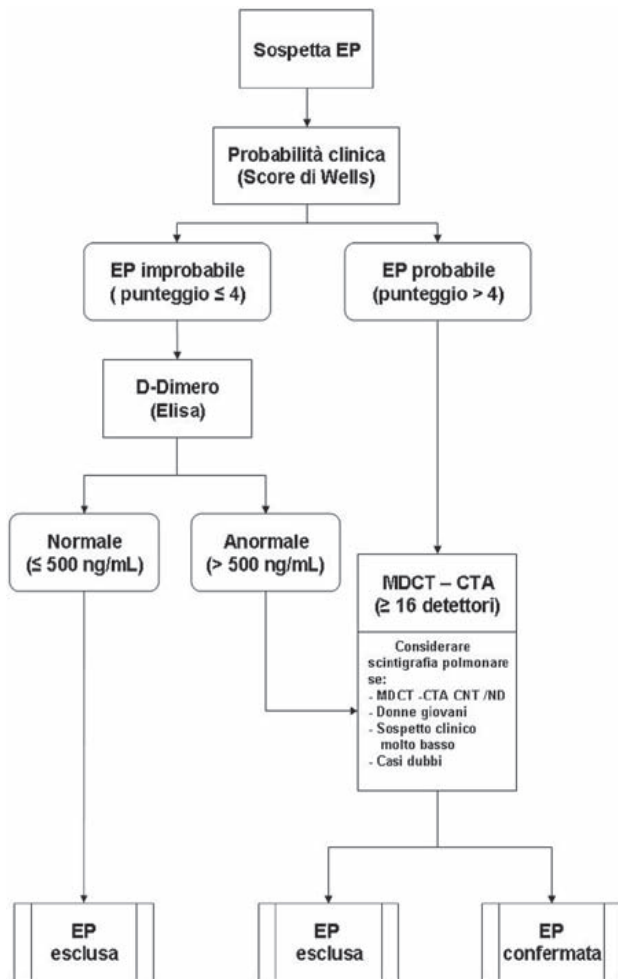 Sospetta EP
Probabilità clinica
(Score di Wells)
EP improbabile
( punteggio ≤ 4)
EP probabile
(punteggio > 4)
D-Dimero
(Elisa)
Normale
(≤ 500 ng/mL)
Anormale
(> 500 ng/mL)
MDCT – CTA
(≥ 16 detettori)
Considerare
scintigrafia polmonare
se:
- MDCT -CTA CNT /ND
- Donne giovani
- Sospetto clinico
molto basso
- Casi dubbi
EP
esclusa
EP
esclusa
EP
confermata